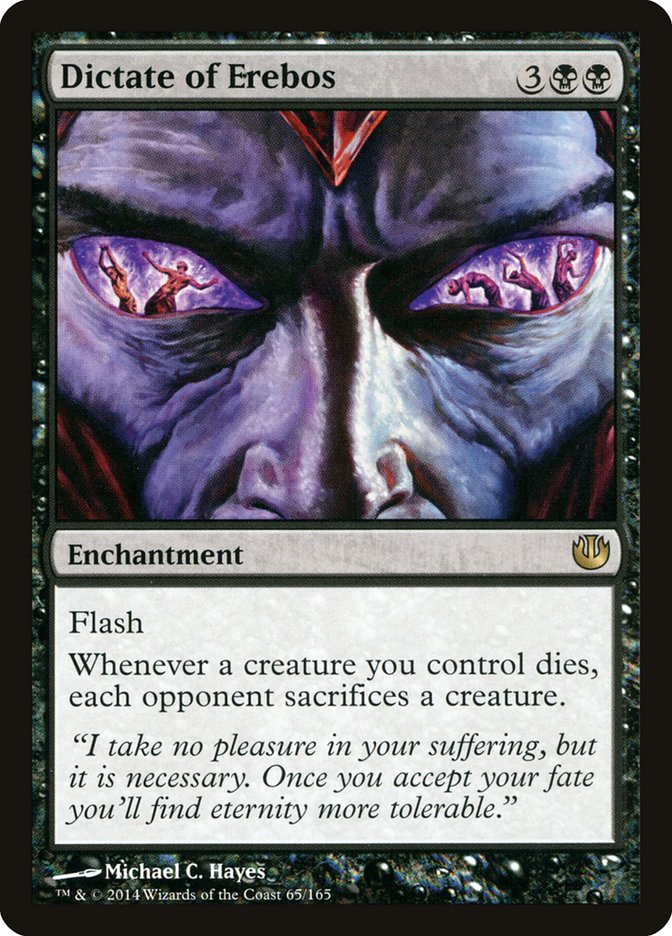 Dictate of Erebos 3
Enchantment
Flash
Whenever a creature you control dies,
each opponent sacrifices a creature.
“I take no pleasure in your suffering, but
it is necessary. Once you accept your fate
you’ll find eternity more tolerable.”
Michael C. Hayes
™ & © 2014 Wizards of the Coast 65/165